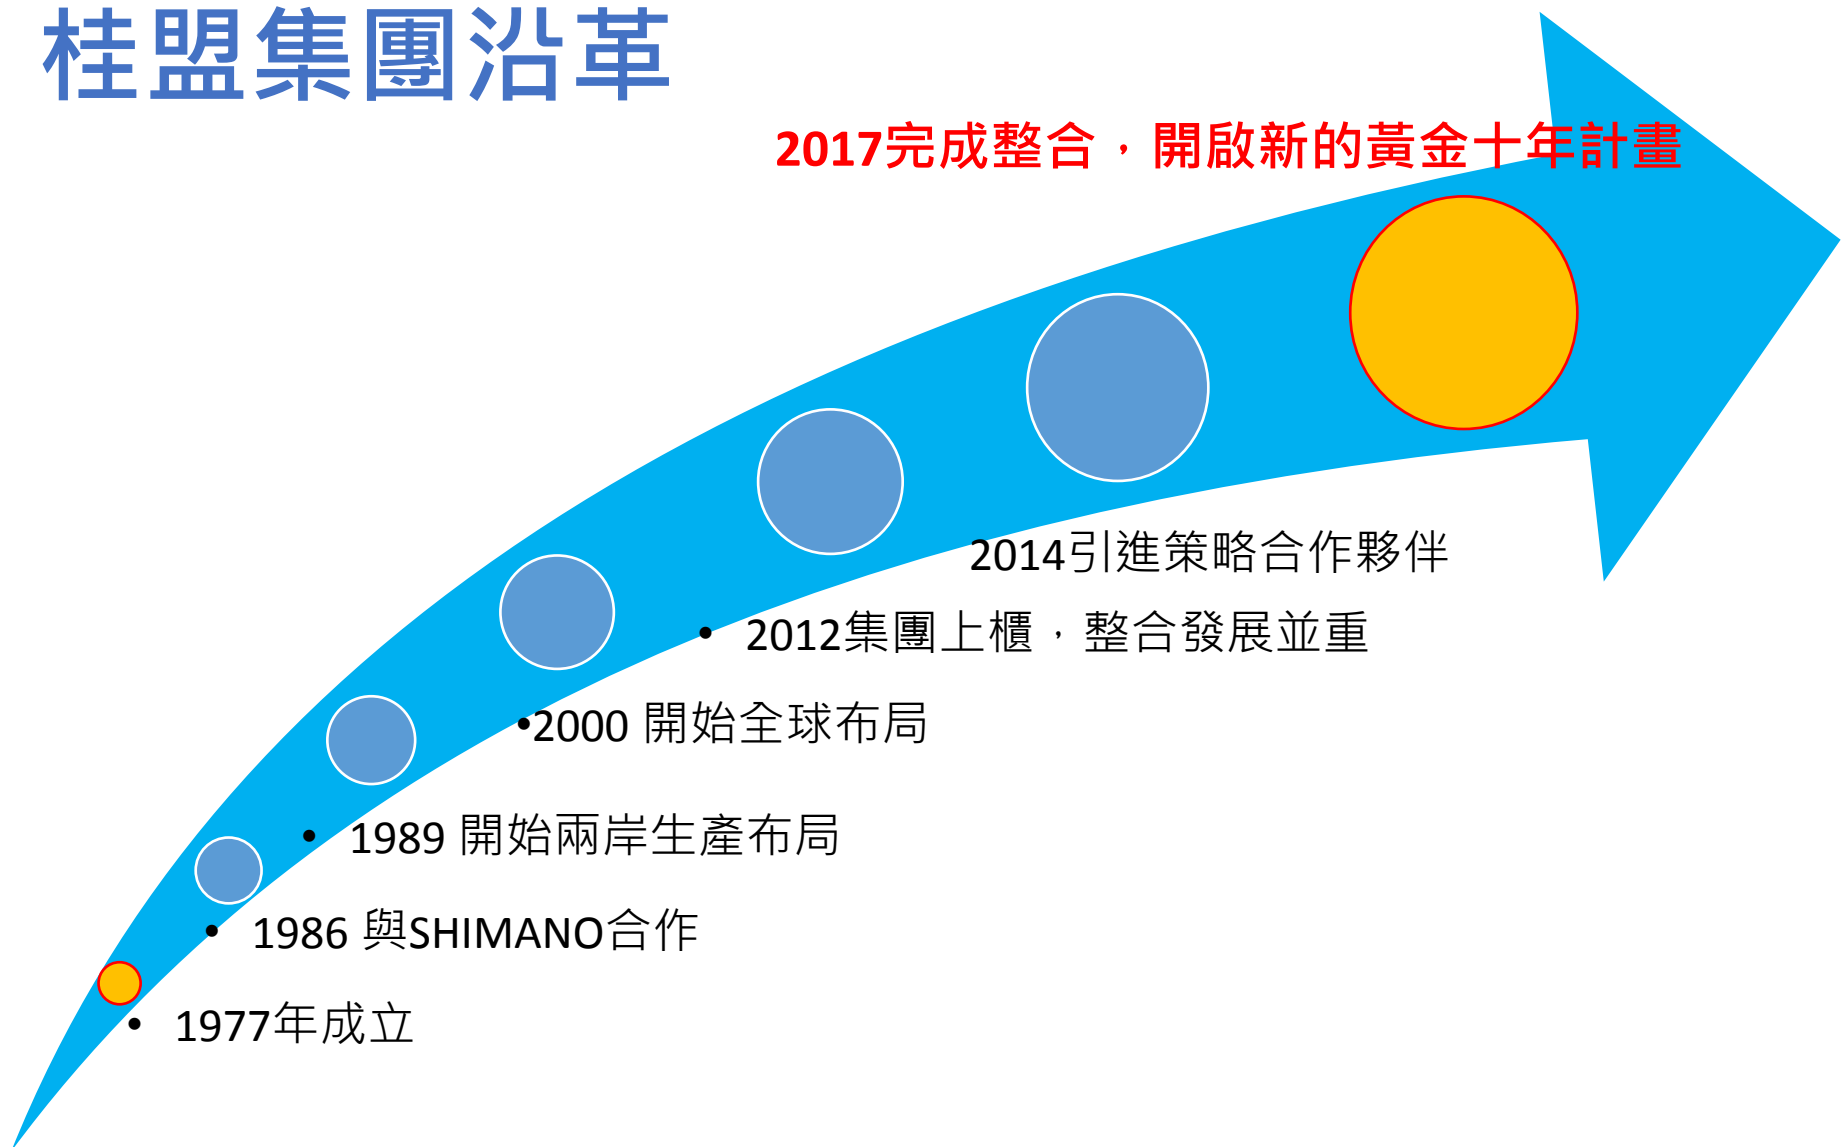 桂盟集團沿革
2017完成整合，開啟新的黃金十年計畫
2014引進策略合作夥伴
• 2012集團上櫃，整合發展並重
•2000 開始全球布局
• 1989 開始兩岸生產布局
• 1986 與SHIMANO合作
• 1977年成立